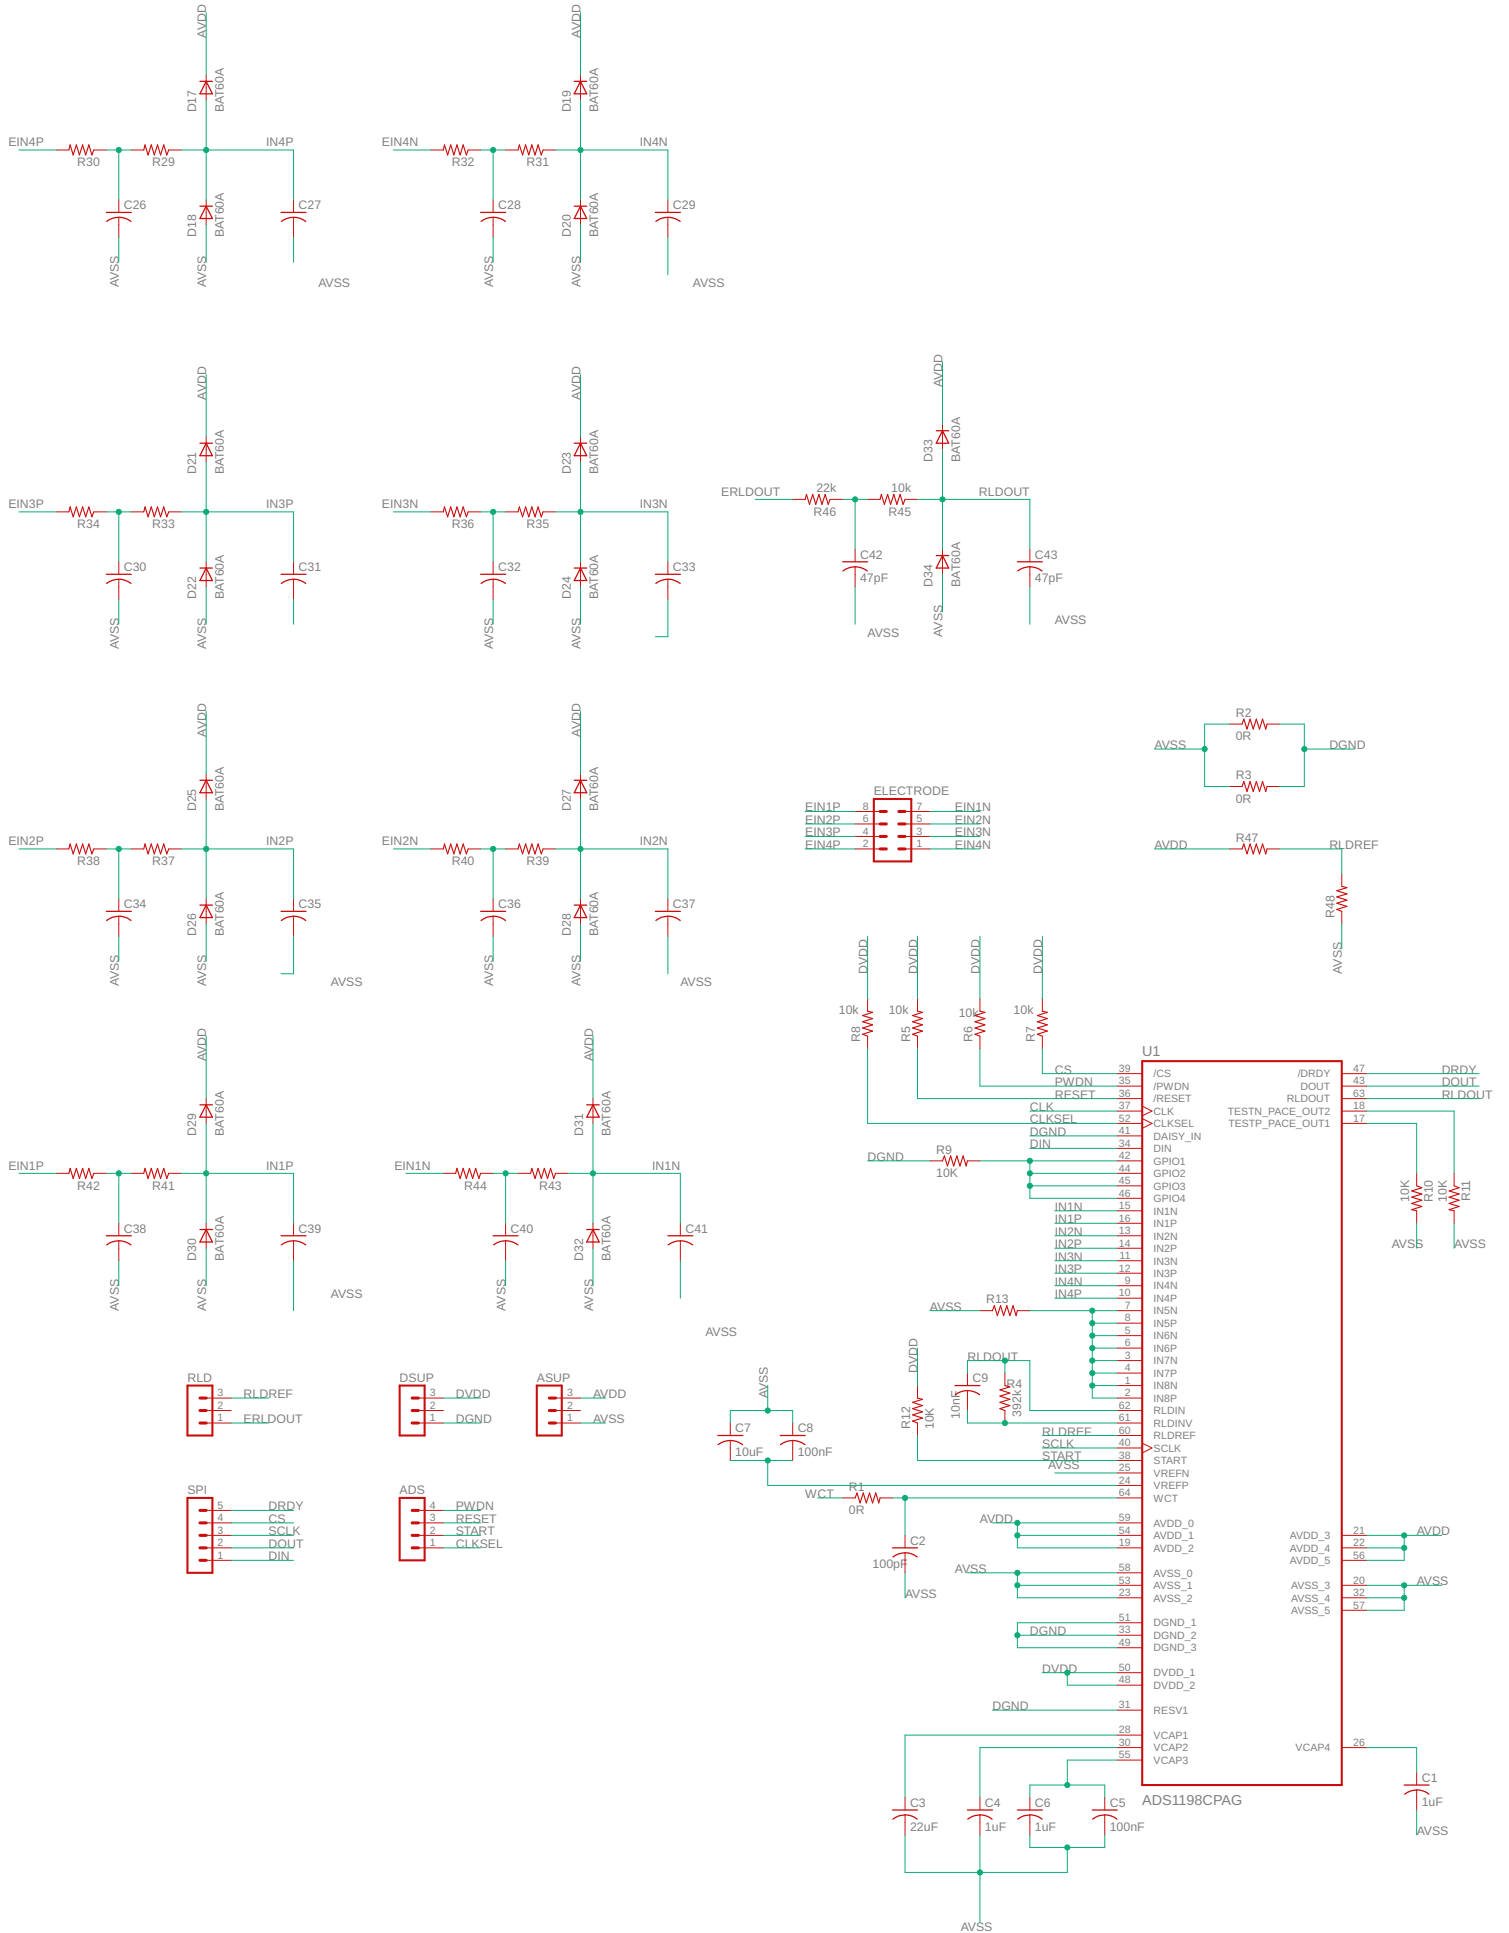 AVDD
D17
BAT60A
EIN4P
R30
R29
IN4P
C26
D18
BAT60A
C27
AVSS
AVSS
AVSS
AVDD
D19
BAT60A
EIN4N
R32
R31
IN4N
C28
D20
BAT60A
C29
AVSS
AVSS
AVSS
AVDD
D21
BAT60A
EIN3P
R34
R33
IN3P
C30
D22
BAT60A
C31
AVSS
AVSS
AVDD
D23
BAT60A
EIN3N
R36
R35
IN3N
C32
D24
BAT60A
C33
AVSS
AVSS
AVDD
D33
BAT60A
ERLDOUT
22k
R46
10k
R45
RLDOUT
C42
47pF
D34
BAT60A
C43
47pF
AVSS
AVSS
AVSS
AVDD
D25
BAT60A
EIN2P
R38
R37
IN2P
C34
D26
BAT60A
C35
AVSS
AVSS
AVSS
AVDD
D27
BAT60A
EIN2N
R40
R39
IN2N
C36
D28
BAT60A
C37
AVSS
AVSS
AVSS
ELECTRODE
EIN1P 8 7 EIN1N
EIN2P 6 5 EIN2N
EIN3P 4 3 EIN3N
EIN4P 2 1 EIN4N
R2
0R
AVSS
DGND
R3
0R
R47
AVDD
RLDREF
R48
AVSS
AVDD
D29
BAT60A
EIN1P
R42
R41
IN1P
C38
D30
BAT60A
C39
AVSS
AVSS
AVSS
AVDD
D31
BAT60A
EIN1N
R44
R43
IN1N
C40
D32
BAT60A
C41
AVSS
AVSS
AVSS
DVDD
DVDD
DVDD
DVDD
10k
R8
10k
R5
10k
R6
10k
R7
U1
CS 39 /CS
PWDN 35 /PWDN
RESET 36 /RESET
CLK 37 CLK
CLKSEL 52 CLKSEL
DGND 41 DAISY_IN
DIN 34 DIN
DGND
R9
10K
42 GPIO1
44 GPIO2
45 GPIO3
46 GPIO4
IN1N 15 IN1N
IN1P 16 IN1P
IN2N 13 IN2N
IN2P 14 IN2P
IN3N 11 IN3N
IN3P 12 IN3P
IN4N 9 IN4N
IN4P 10 IN4P
AVSS
R13
7 IN5N
8 IN5P
5 IN6N
6 IN6P
3 IN7N
4 IN7P
1 IN8N
2 IN8P
62 RLDIN
61 RLDINV
RLDREF 60 RLDREF
SCLK 40 SCLK
START 38 START
AVSS 25 VREFN
24 VREFP
64 WCT
RLDOUT
C9
10nF
R4
392k
DVDD
R12
10K
AVSS
C7
10uF
C8
100nF
WCT
R1
0R
C2
100pF
AVSS
AVDD
59 AVDD_0
54 AVDD_1
19 AVDD_2
AVSS
58 AVSS_0
53 AVSS_1
23 AVSS_2
51 DGND_1
DGND 33 DGND_2
49 DGND_3
DVDD 50 DVDD_1
48 DVDD_2
DGND 31 RESV1
28 VCAP1
30 VCAP2
55 VCAP3
/DRDY 47 DRDY
DOUT 43 DOUT
RLDOUT 63 RLDOUT
TESTN_PACE_OUT2 18
TESTP_PACE_OUT1 17
10K
R10
10K
R11
AVSS
AVSS
AVDD_3 21 AVDD
AVDD_4 22
AVDD_5 56
AVSS_3 20 AVSS
AVSS_4 32
AVSS_5 57
VCAP4 26
C1
1uF
AVSS
ADS1198CPAG
C3
22uF
C4
1uF
C6
1uF
C5
100nF
AVSS
RLD
3 RLDREF
2
1 ERLDOUT
DSUP
3 DVDD
2
1 DGND
ASUP
3 AVDD
2
1 AVSS
SPI
5 DRDY
4 CS
3 SCLK
2 DOUT
1 DIN
ADS
4 PWDN
3 RESET
2 START
1 CLKSEL